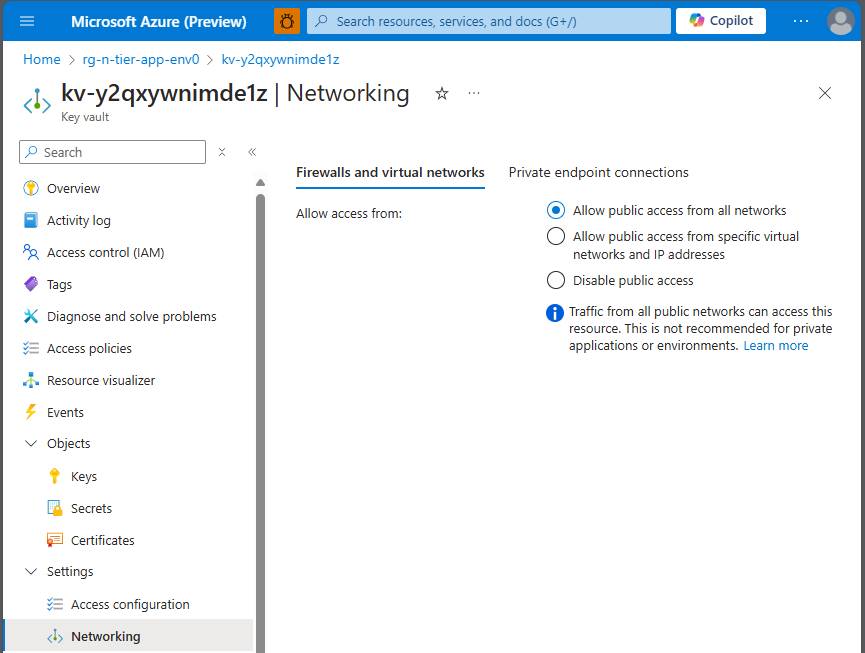 Microsoft Azure (Preview)
Search resources, services, and docs (G+/)
Copilot
Home > rg-n-tier-app-env0 > kv-y2qxywnimde1z
kv-y2qxywnimde1z | Networking
Key vault
Search
Overview
Activity log
Access control (IAM)
Tags
Diagnose and solve problems
Access policies
Resource visualizer
Events
Objects
Keys
Secrets
Certificates
Settings
Access configuration
Networking
Firewalls and virtual networks
Private endpoint connections
Allow access from:
Allow public access from all networks
Allow public access from specific virtual
networks and IP addresses
Disable public access
Traffic from all public networks can access this
resource. This is not recommended for private
applications or environments. Learn more